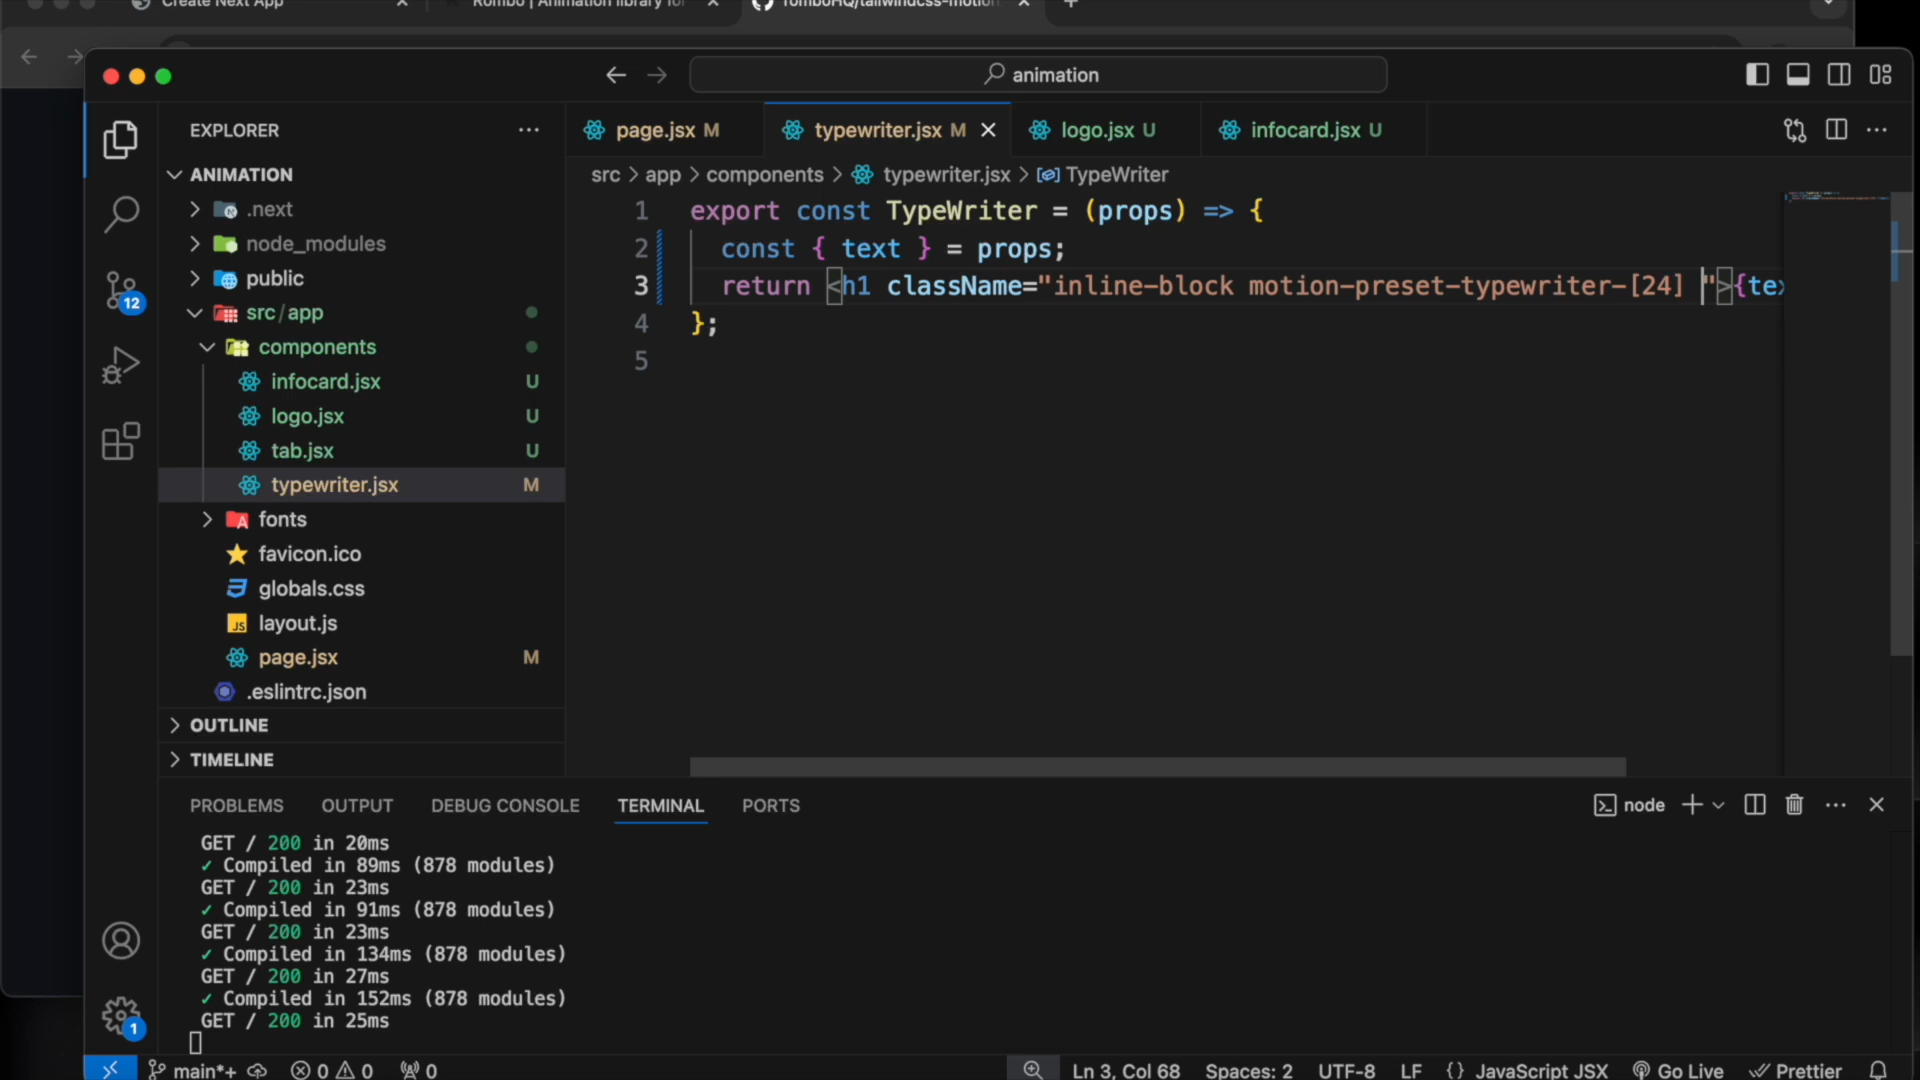 Create Next App
Rombo | Animation library for
RomboHQ/tailwindcss-motion
animation
EXPLORER
page.jsx M
typewriter.jsx M
logo.jsx U
infocard.jsx U
ANIMATION
src > app > components > typewriter.jsx > TypeWriter
.next
node_modules
public
src/app
components
infocard.jsx U
logo.jsx U
tab.jsx U
typewriter.jsx M
fonts
favicon.ico
globals.css
layout.js
page.jsx M
.eslintrc.json
OUTLINE
TIMELINE
12
1
1 export const TypeWriter = (props) => {
2 const { text } = props;
3 return <h1 className="inline-block motion-preset-typewriter-[24] ">{tex
4 };
5
PROBLEMS OUTPUT DEBUG CONSOLE TERMINAL PORTS
node
GET / 200 in 20ms
✓ Compiled in 89ms (878 modules)
GET / 200 in 23ms
✓ Compiled in 91ms (878 modules)
GET / 200 in 23ms
✓ Compiled in 134ms (878 modules)
GET / 200 in 27ms
✓ Compiled in 152ms (878 modules)
GET / 200 in 25ms
main*+ 0 0 0 Ln 3, Col 68 Spaces: 2 UTF-8 LF {} JavaScript JSX Go Live Prettier